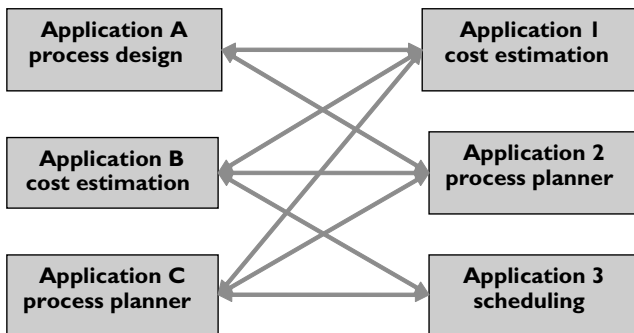 Application A
process design
Application 1
cost estimation
Application B
cost estimation
Application 2
process planner
Application C
process planner
Application 3
scheduling